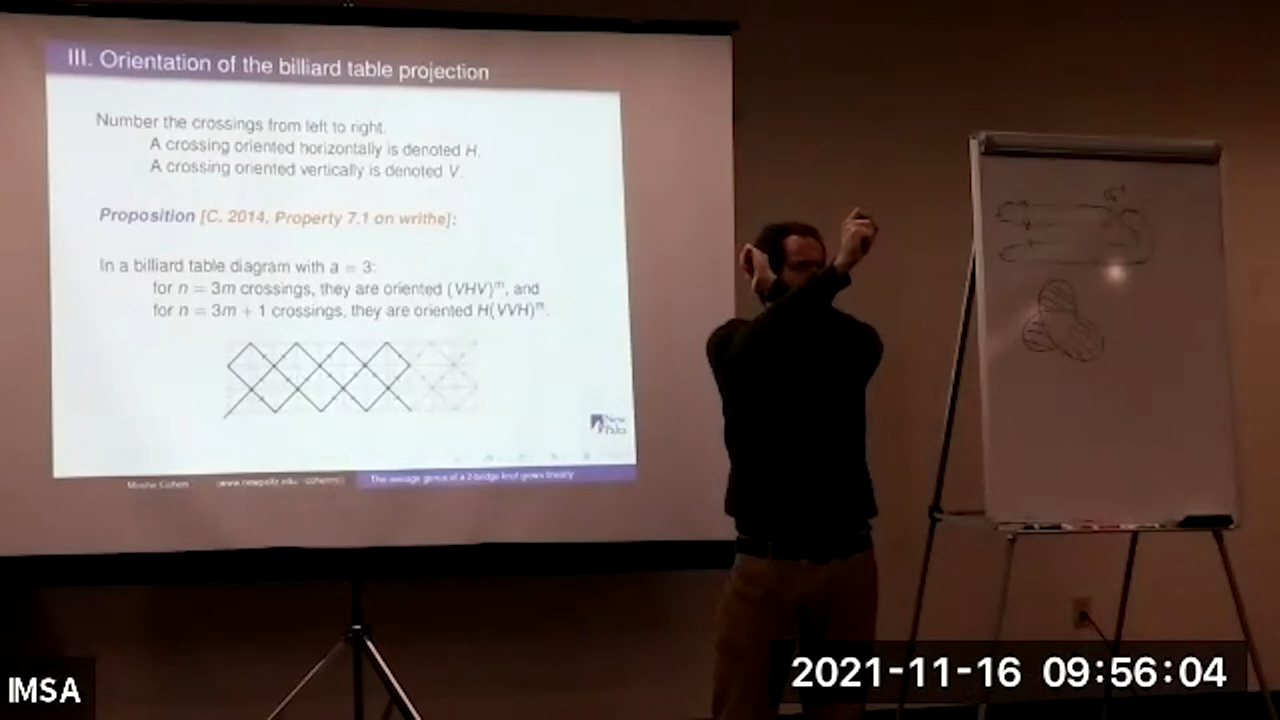 III. Orientation of the billiard table projection
Number the crossings from left to right.
A crossing oriented horizontally is denoted H.
A crossing oriented vertically is denoted V.
Proposition [C. 2014, Property 7.1 on writhe]:
In a billiard table diagram with a = 3:
for n = 3m crossings, they are oriented (VHV)ᵐ, and
for n = 3m + 1 crossings, they are oriented H(VVH)ᵐ.
New
Paltz
Moshe Cohen
The average genus of a 2-bridge knot grows linearly
IMSA
2021-11-16 09:56:04